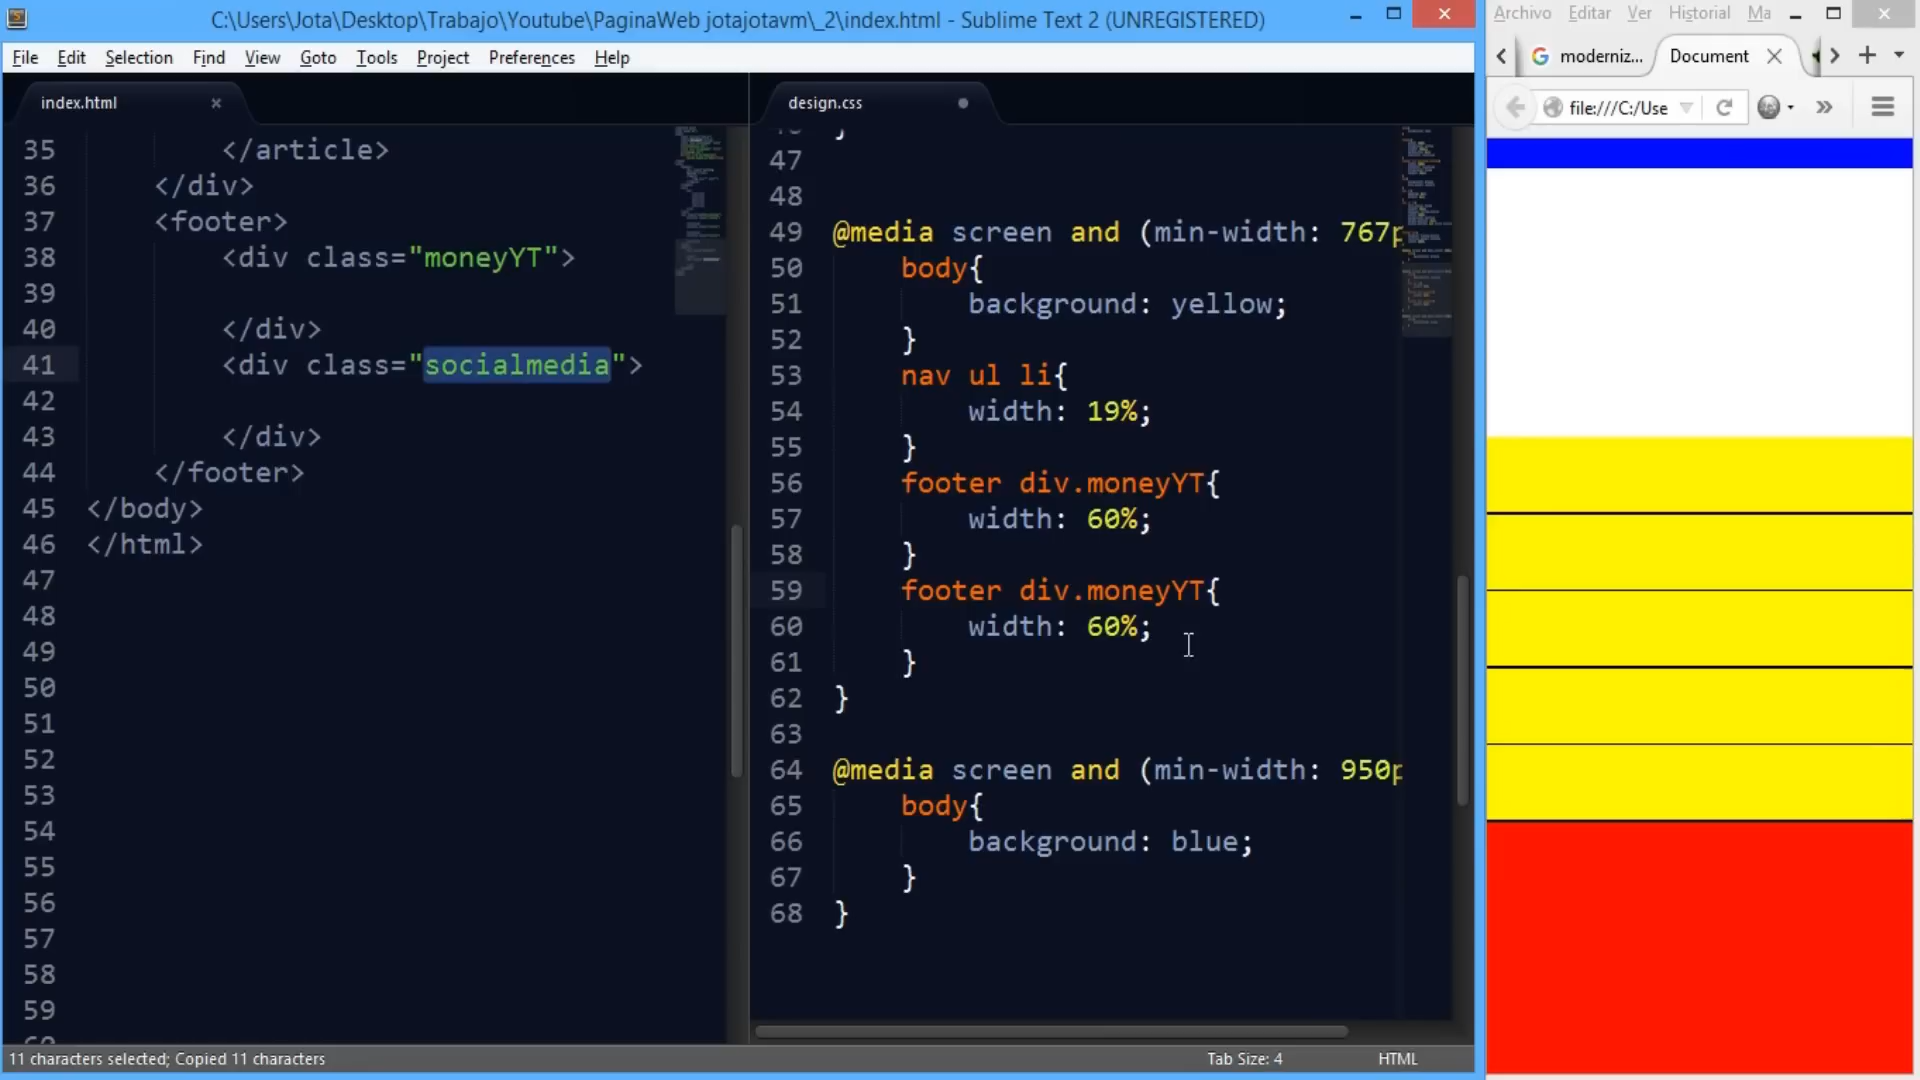 C:\Users\Jota\Desktop\Trabajo\Youtube\PaginaWeb jotajotavm\_2\index.html - Sublime Text 2 (UNREGISTERED)
File Edit Selection Find View Goto Tools Project Preferences Help
index.html
35 </article>
36 </div>
37 <footer>
38 <div class="moneyYT">
39
40 </div>
41 <div class="socialmedia">
42
43 </div>
44 </footer>
45 </body>
46 </html>
47
48
49
50
51
52
53
54
55
56
57
58
59
design.css
}
47
48
49 @media screen and (min-width: 767p
50 body{
51 background: yellow;
52 }
53 nav ul li{
54 width: 19%;
55 }
56 footer div.moneyYT{
57 width: 60%;
58 }
59 footer div.moneyYT{
60 width: 60%;
61 }
62 }
63
64 @media screen and (min-width: 950p
65 body{
66 background: blue;
67 }
68 }
11 characters selected; Copied 11 characters
Tab Size: 4
HTML
Archivo Editar Ver Historial Ma
moderniz... Document
file:///C:/Use